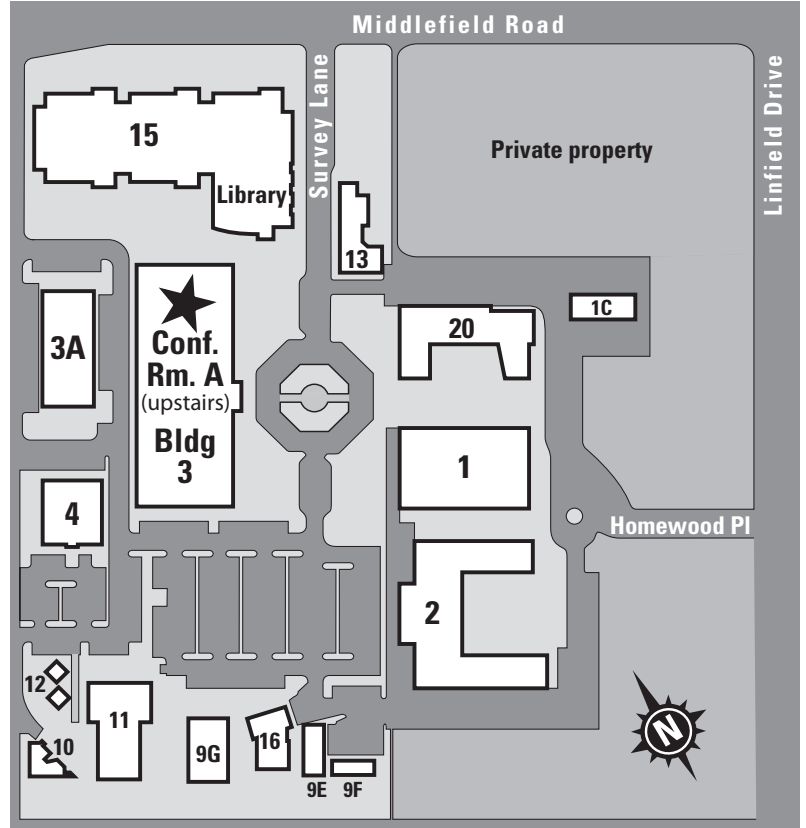 Middlefield Road
Survey Lane
Linfield Drive
15
Library
Private property
13
1C
3A
Conf.
Rm. A
(upstairs)
Bldg
3
20
1
4
Homewood Pl
2
12
11
10
9G
16
9E
9F
N